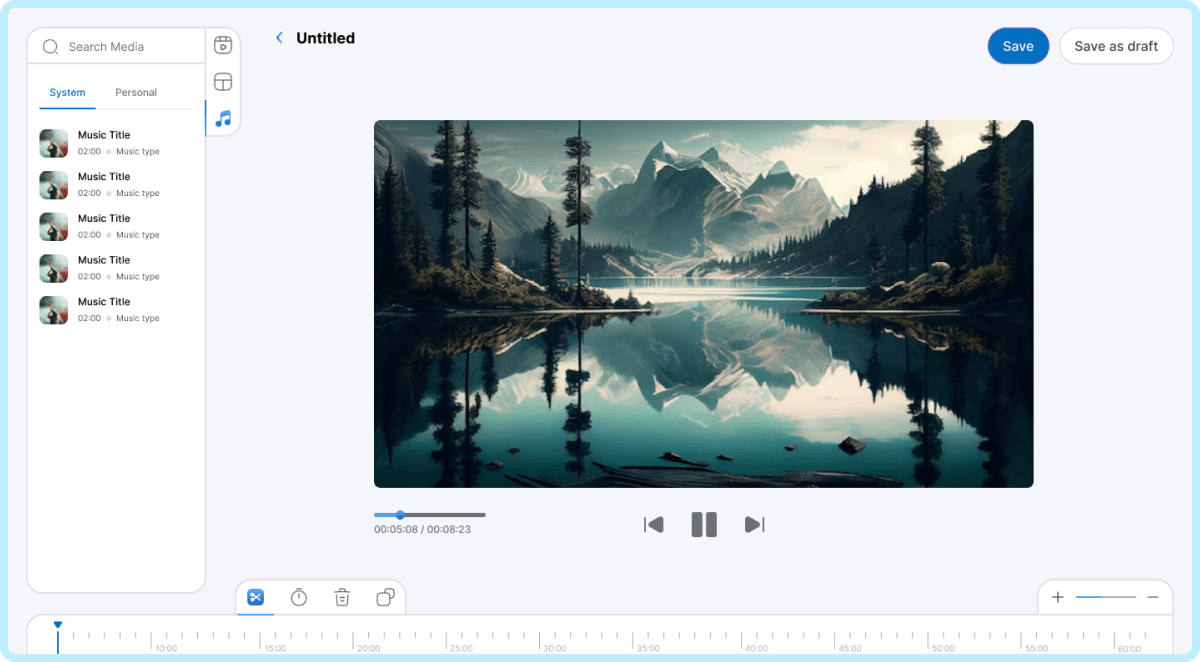 Search Media
Untitled
Save
Save as draft
System
Personal
Music Title
02:00 Music type
Music Title
02:00 Music type
Music Title
02:00 Music type
Music Title
02:00 Music type
Music Title
02:00 Music type
00:05:08 / 00:08:23
10:00 15:00 20:00 25:00 30:00 35:00 40:00 45:00 50:00 55:00 60:00